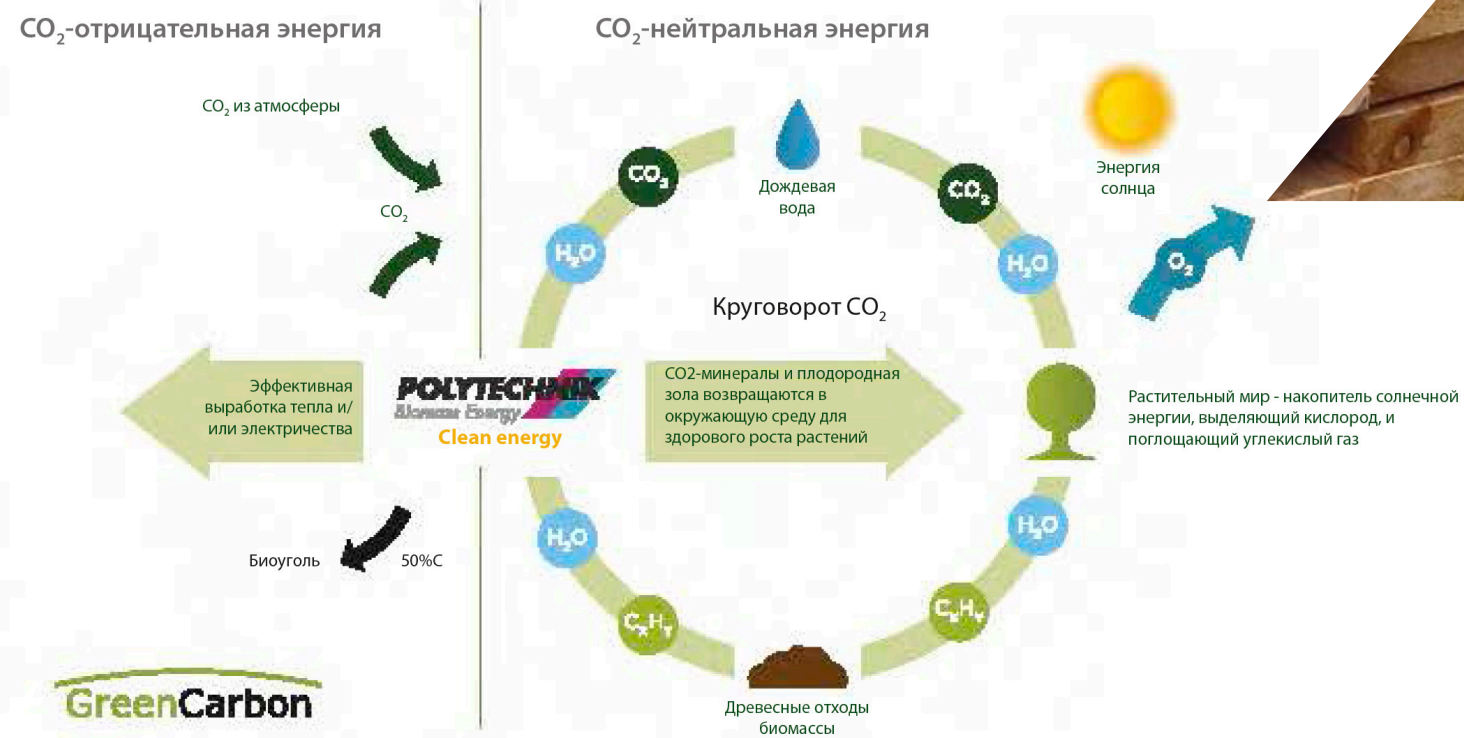 CO₂-отрицательная энергия
CO₂-нейтральная энергия
CO₂ из атмосферы
CO₂
Биоуголь
50%C
Эффективная
выработка тепла и/
или электричества
GreenCarbon
POLYTECHNIK
Biomass Energy
Clean energy
CO₂
H₂O
Дождевая
вода
CO₂
H₂O
Энергия
солнца
O₂
Круговорот CO₂
CO2-минералы и плодородная
зола возвращаются в
окружающую среду для
здорового роста растений
Растительный мир - накопитель солнечной
энергии, выделяющий кислород, и
поглощающий углекислый газ
H₂O
CₓHᵧ
H₂O
CₓHᵧ
Древесные отходы
биомассы